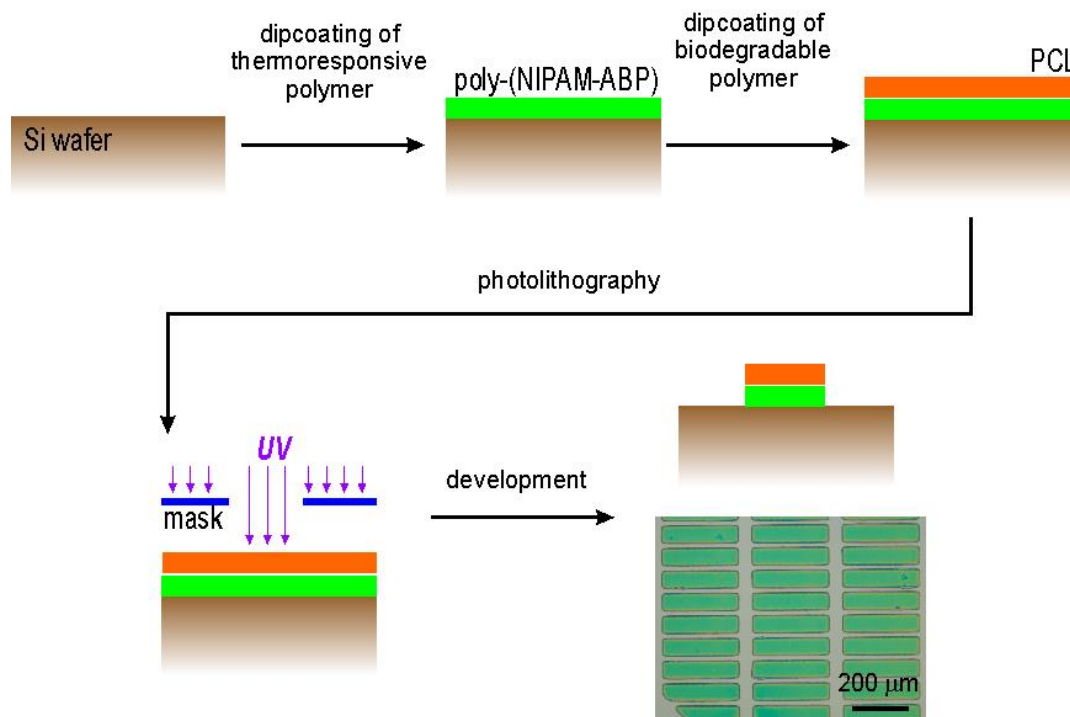 dipcoating of
thermoresponsive
polymer
dipcoating of
biodegradable
polymer
Si wafer
poly-(NIPAM-ABP)
PCL
photolithography
UV
mask
development
200 μm